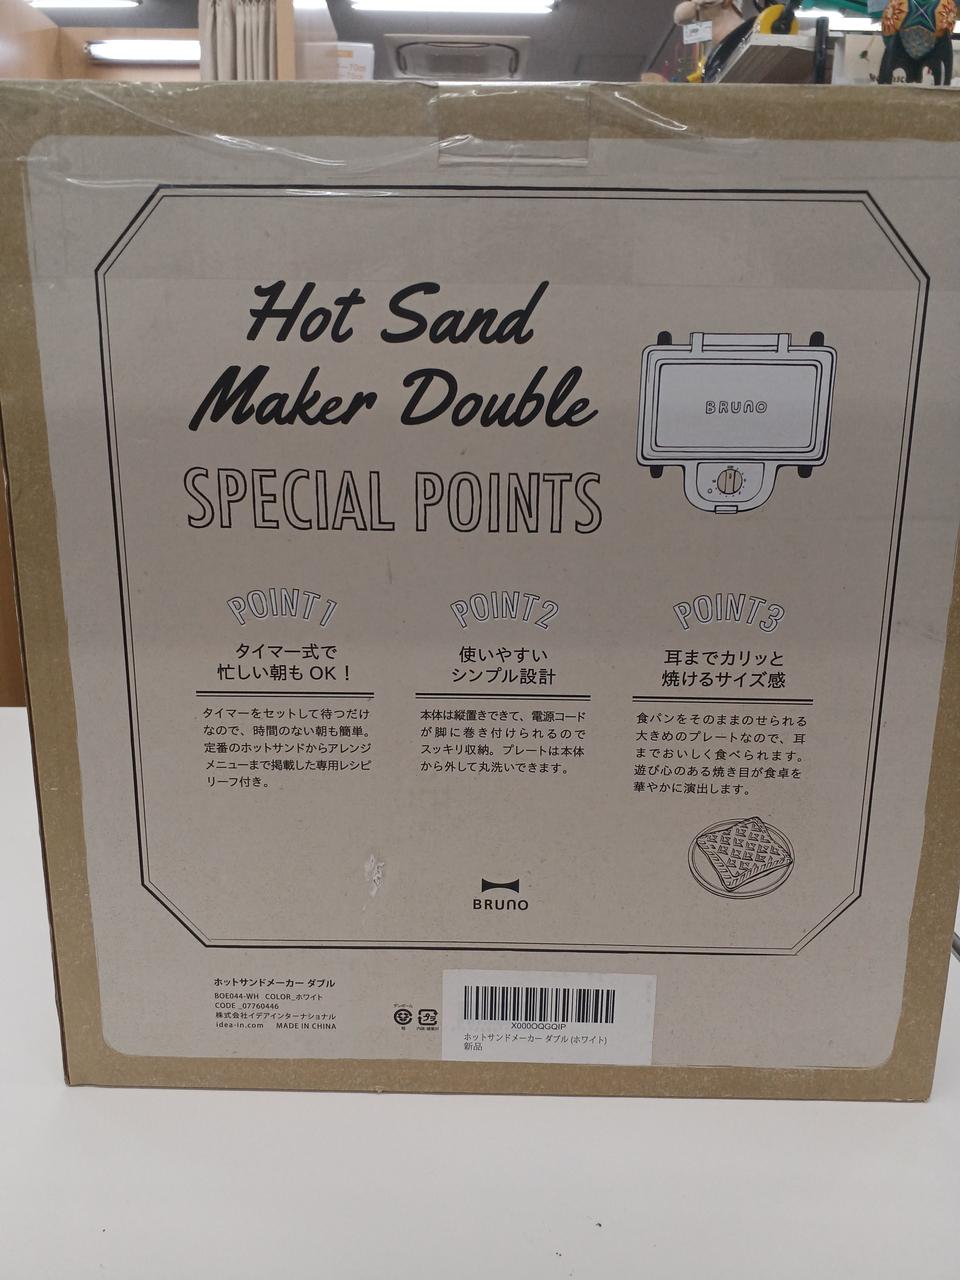 Hot Sand
Maker Double
SPECIAL POINTS
BRUNO
POINT1
タイマー式で
忙しい朝も OK！
タイマーをセットして待つだけ
なので、時間のない朝も簡単。
定番のホットサンドからアレンジ
メニューまで掲載した専用レシピ
リーフ付き。
POINT2
使いやすい
シンプル設計
本体は縦置きできて、電源コード
が脚に巻き付けられるので
スッキリ収納。プレートは本体
から外して丸洗いできます。
POINT3
耳までカリッと
焼けるサイズ感
食パンをそのままのせられる
大きめのプレートなので、耳
までおいしく食べられます。
遊び心のある焼き目が食卓を
華やかに演出します。
BRUNO
ホットサンドメーカー ダブル
BOE044-WH COLOR_ホワイト
CODE _07760446
株式会社イデアインターナショナル
idea-in.com MADE IN CHINA
ダンボール
プラ
X000OQGQIP
ホットサンドメーカー ダブル (ホワイト)
新品